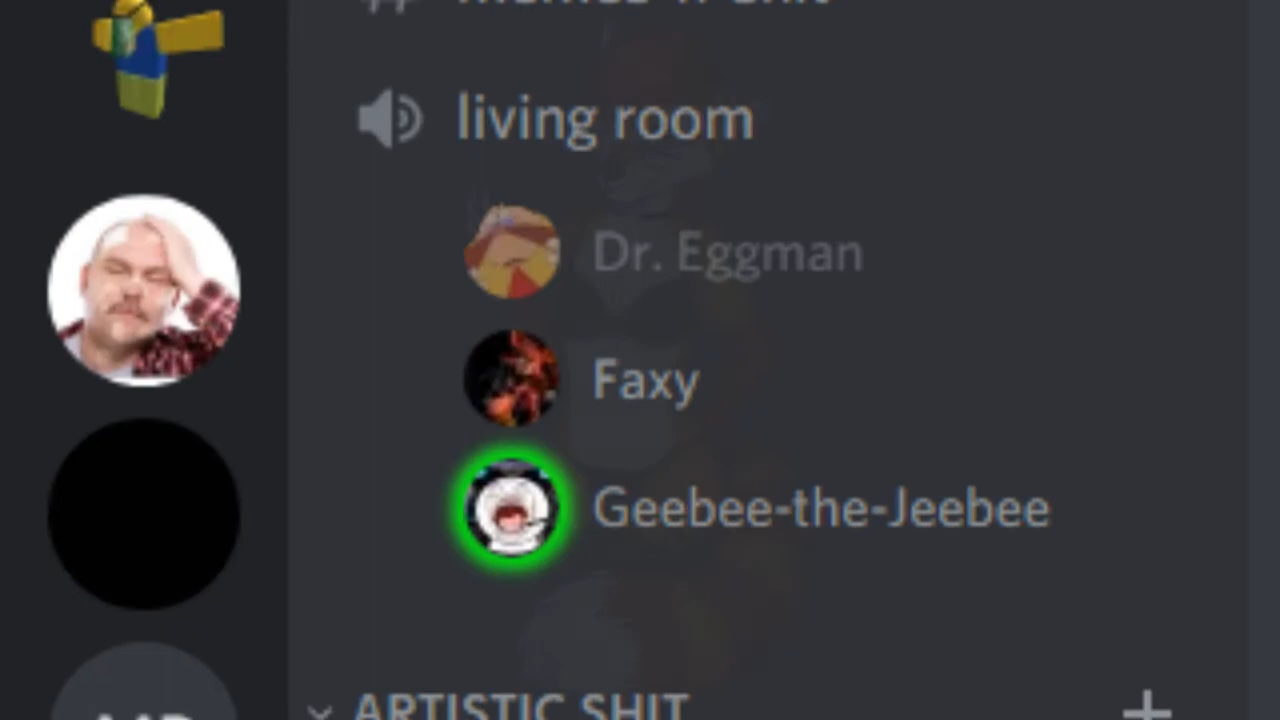 living room
Dr. Eggman
Faxy
Geebee-the-Jeebee
ARTISTIC SHIT